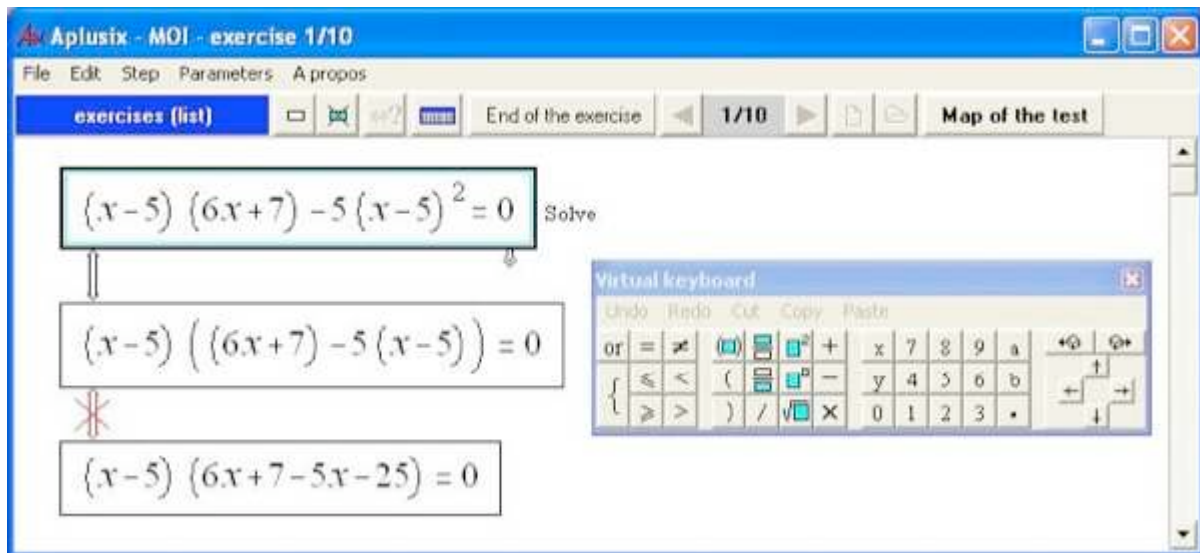 Aplusix - MOI - exercise 1/10
File Edit Step Parameters A propos
exercises (list) End of the exercise 1/10 Map of the test
(x-5) (6x+7) -5(x-5)² = 0 Solve
(x-5) ((6x+7) -5(x-5)) = 0
(x-5) (6x+7-5x-25) = 0
Virtual keyboard
Undo Redo Cut Copy Paste
or = ≠ + x 7 8 9 a
{ ⩽ < ( − y 4 5 6 b
⩾ > ) / √ × 0 1 2 3 •